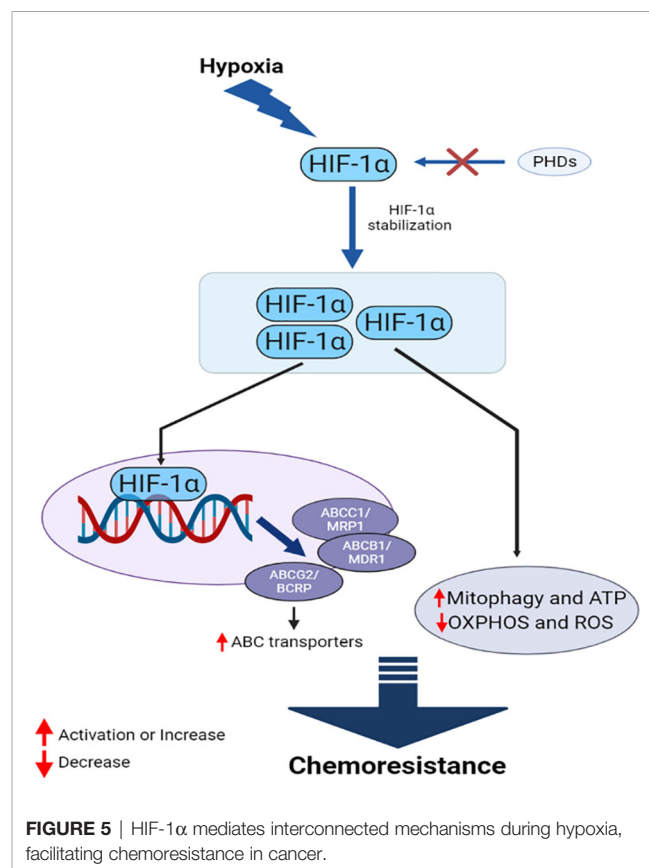 Hypoxia
HIF-1α
PHDs
HIF-1α
stabilization
HIF-1α
HIF-1α
HIF-1α
HIF-1α
ABCC1/
MRP1
ABCB1/
MDR1
ABCG2/
BCRP
ABC transporters
Mitophagy and ATP
OXPHOS and ROS
Activation or Increase
Decrease
Chemoresistance
FIGURE 5 | HIF-1α mediates interconnected mechanisms during hypoxia,
facilitating chemoresistance in cancer.